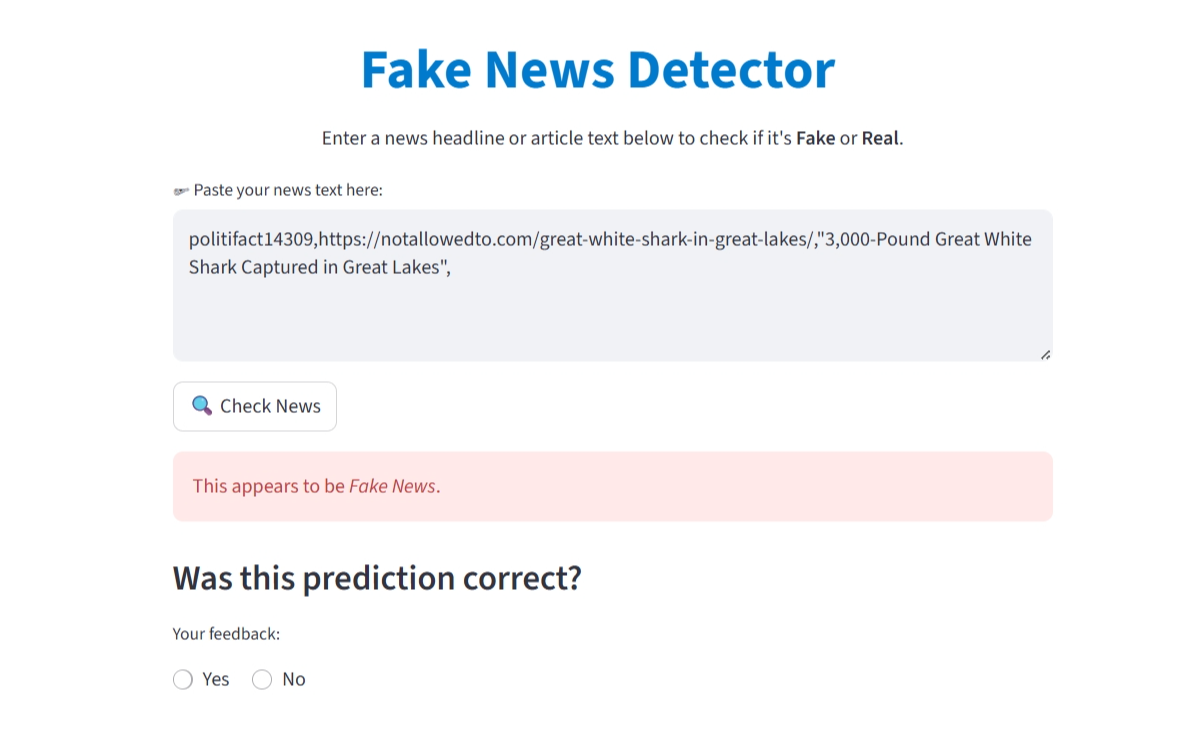 Fake News Detector
Enter a news headline or article text below to check if it's Fake or Real.
Paste your news text here:
politifact14309,https://notallowedto.com/great-white-shark-in-great-lakes/,"3,000-Pound Great White
Shark Captured in Great Lakes",
Check News
This appears to be Fake News.
Was this prediction correct?
Your feedback:
Yes No